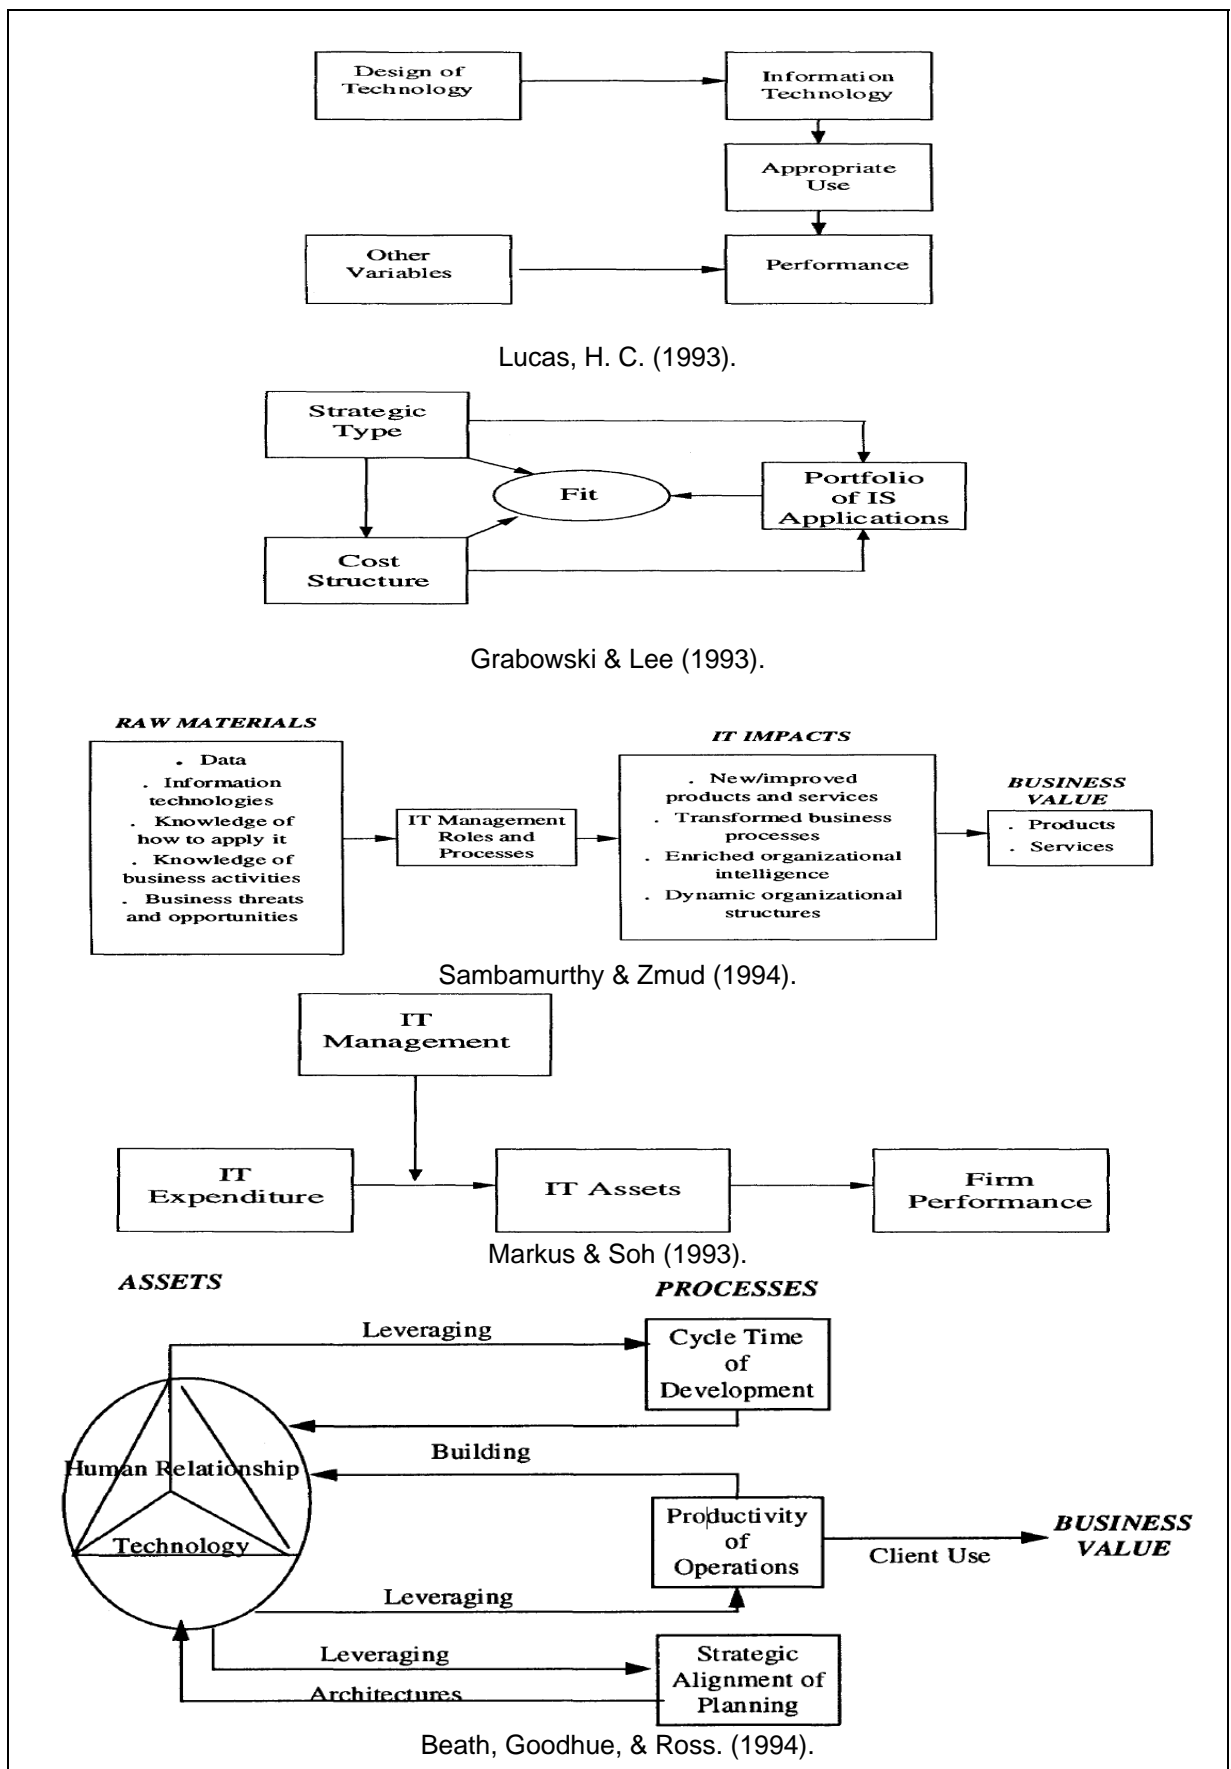 Design of
Technology
Information
Technology
Appropriate
Use
Other
Variables
Performance
Lucas, H. C. (1993).
Strategic
Type
Fit
Portfolio
of IS
Applications
Cost
Structure
Grabowski & Lee (1993).
RAW MATERIALS
. Data
. Information
technologies
. Knowledge of
how to apply it
. Knowledge of
business activities
. Business threats
and opportunities
IT Management
Roles and
Processes
IT IMPACTS
. New/improved
products and services
. Transformed business
processes
. Enriched organizational
intelligence
. Dynamic organizational
structures
BUSINESS
VALUE
. Products
. Services
Sambamurthy & Zmud (1994).
IT
Management
IT
Expenditure
IT Assets
Firm
Performance
Markus & Soh (1993).
ASSETS
PROCESSES
Leveraging
Cycle Time
of
Development
Building
Human Relationship
Technology
Productivity
of
Operations
Client Use
BUSINESS
VALUE
Leveraging
Leveraging
Architectures
Strategic
Alignment of
Planning
Beath, Goodhue, & Ross. (1994).